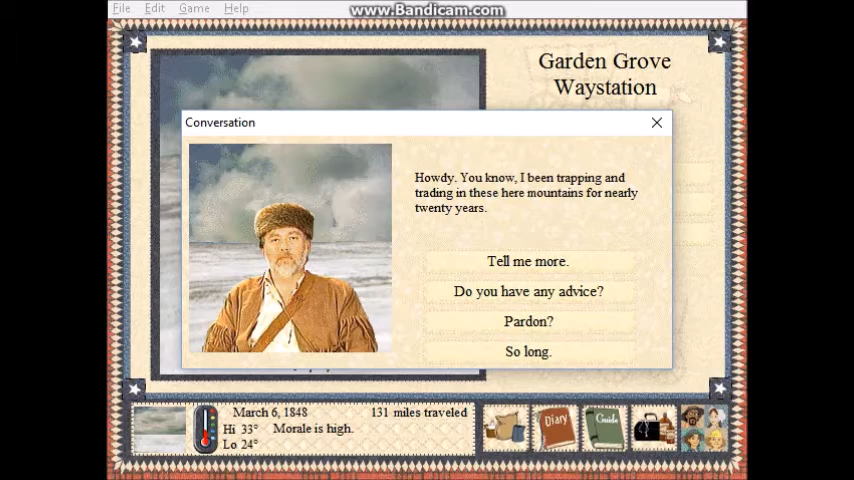 File Edit Game Help
www.Bandicam.com
Garden Grove
Waystation
Conversation
Howdy. You know, I been trapping and
trading in these here mountains for nearly
twenty years.
Tell me more.
Do you have any advice?
Pardon?
So long.
March 6, 1848 131 miles traveled
Hi 33° Morale is high.
Lo 24°
Diary
Guide